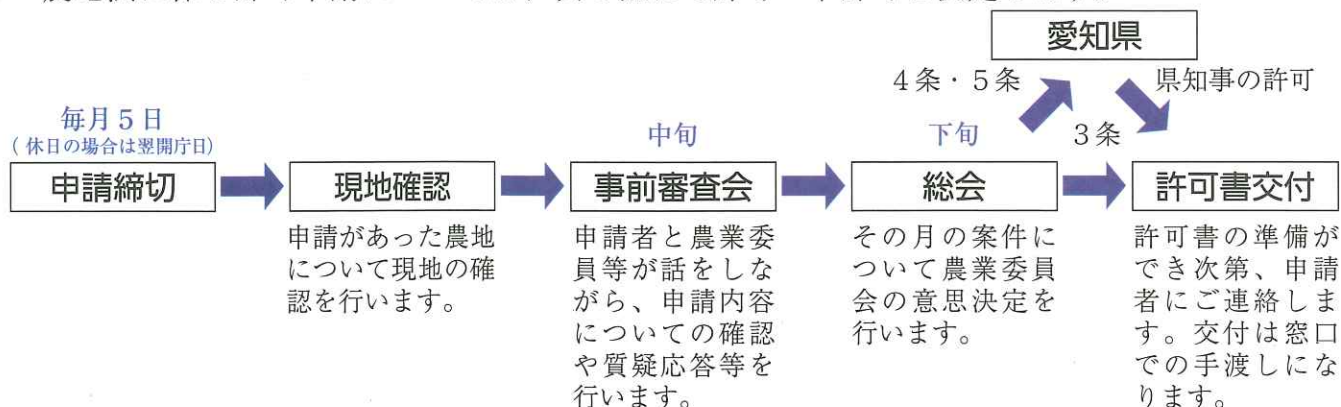 愛知県
4条・5条
県知事の許可
毎月5日
(休日の場合は翌開庁日)
中旬
下旬
3条
申請締切
現地確認
事前審査会
総会
許可書交付
申請があった農地
について現地の確
認を行います。
申請者と農業委
員等が話をしな
がら、申請内容
についての確認
や質疑応答等を
行います。
その月の案件に
ついて農業委員
会の意思決定を
行います。
許可書の準備が
でき次第、申請
者にご連絡しま
す。交付は窓口
での手渡しにな
ります。